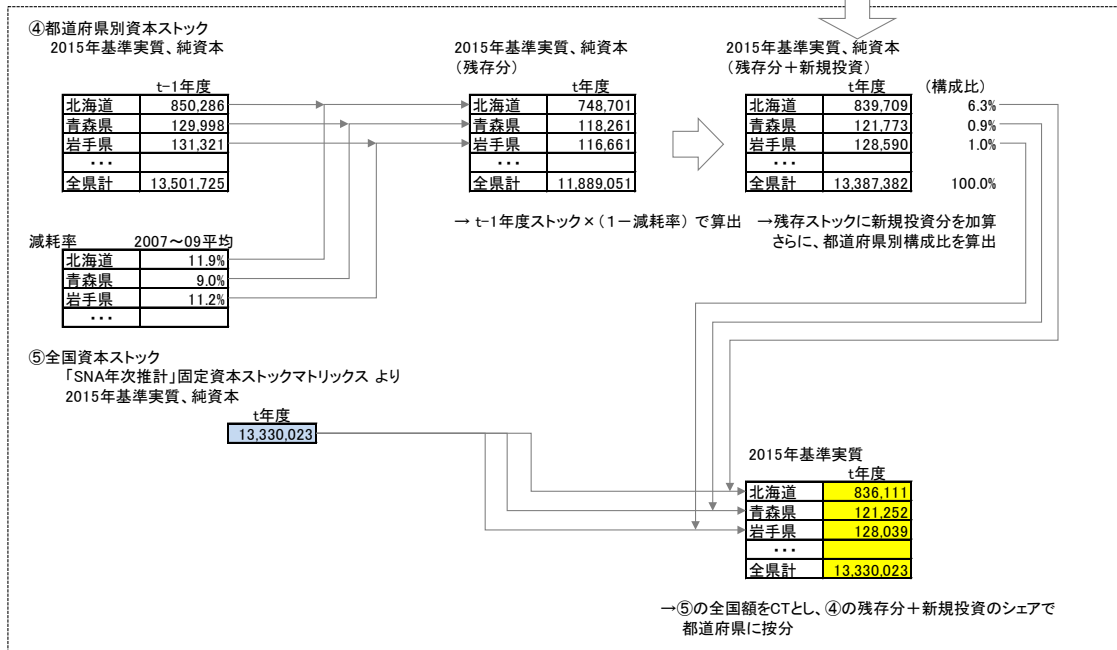 ④都道府県別資本ストック
2015年基準実質、純資本
t-1年度
北海道 850,286
青森県 129,998
岩手県 131,321
・・・
全県計 13,501,725
2015年基準実質、純資本
（残存分）
t年度
北海道 748,701
青森県 118,261
岩手県 116,661
・・・
全県計 11,889,051
→ t-1年度ストック×（1－減耗率） で算出
2015年基準実質、純資本
（残存分＋新規投資）
t年度 （構成比）
北海道 839,709 6.3%
青森県 121,773 0.9%
岩手県 128,590 1.0%
・・・
全県計 13,387,382 100.0%
→残存ストックに新規投資分を加算
さらに、都道府県別構成比を算出
減耗率 2007～09平均
北海道 11.9%
青森県 9.0%
岩手県 11.2%
・・・
⑤全国資本ストック
「SNA年次推計」固定資本ストックマトリックス より
2015年基準実質、純資本
t年度
13,330,023
2015年基準実質
t年度
北海道 836,111
青森県 121,252
岩手県 128,039
・・・
全県計 13,330,023
→⑤の全国額をCTとし、④の残存分＋新規投資のシェアで
都道府県に按分